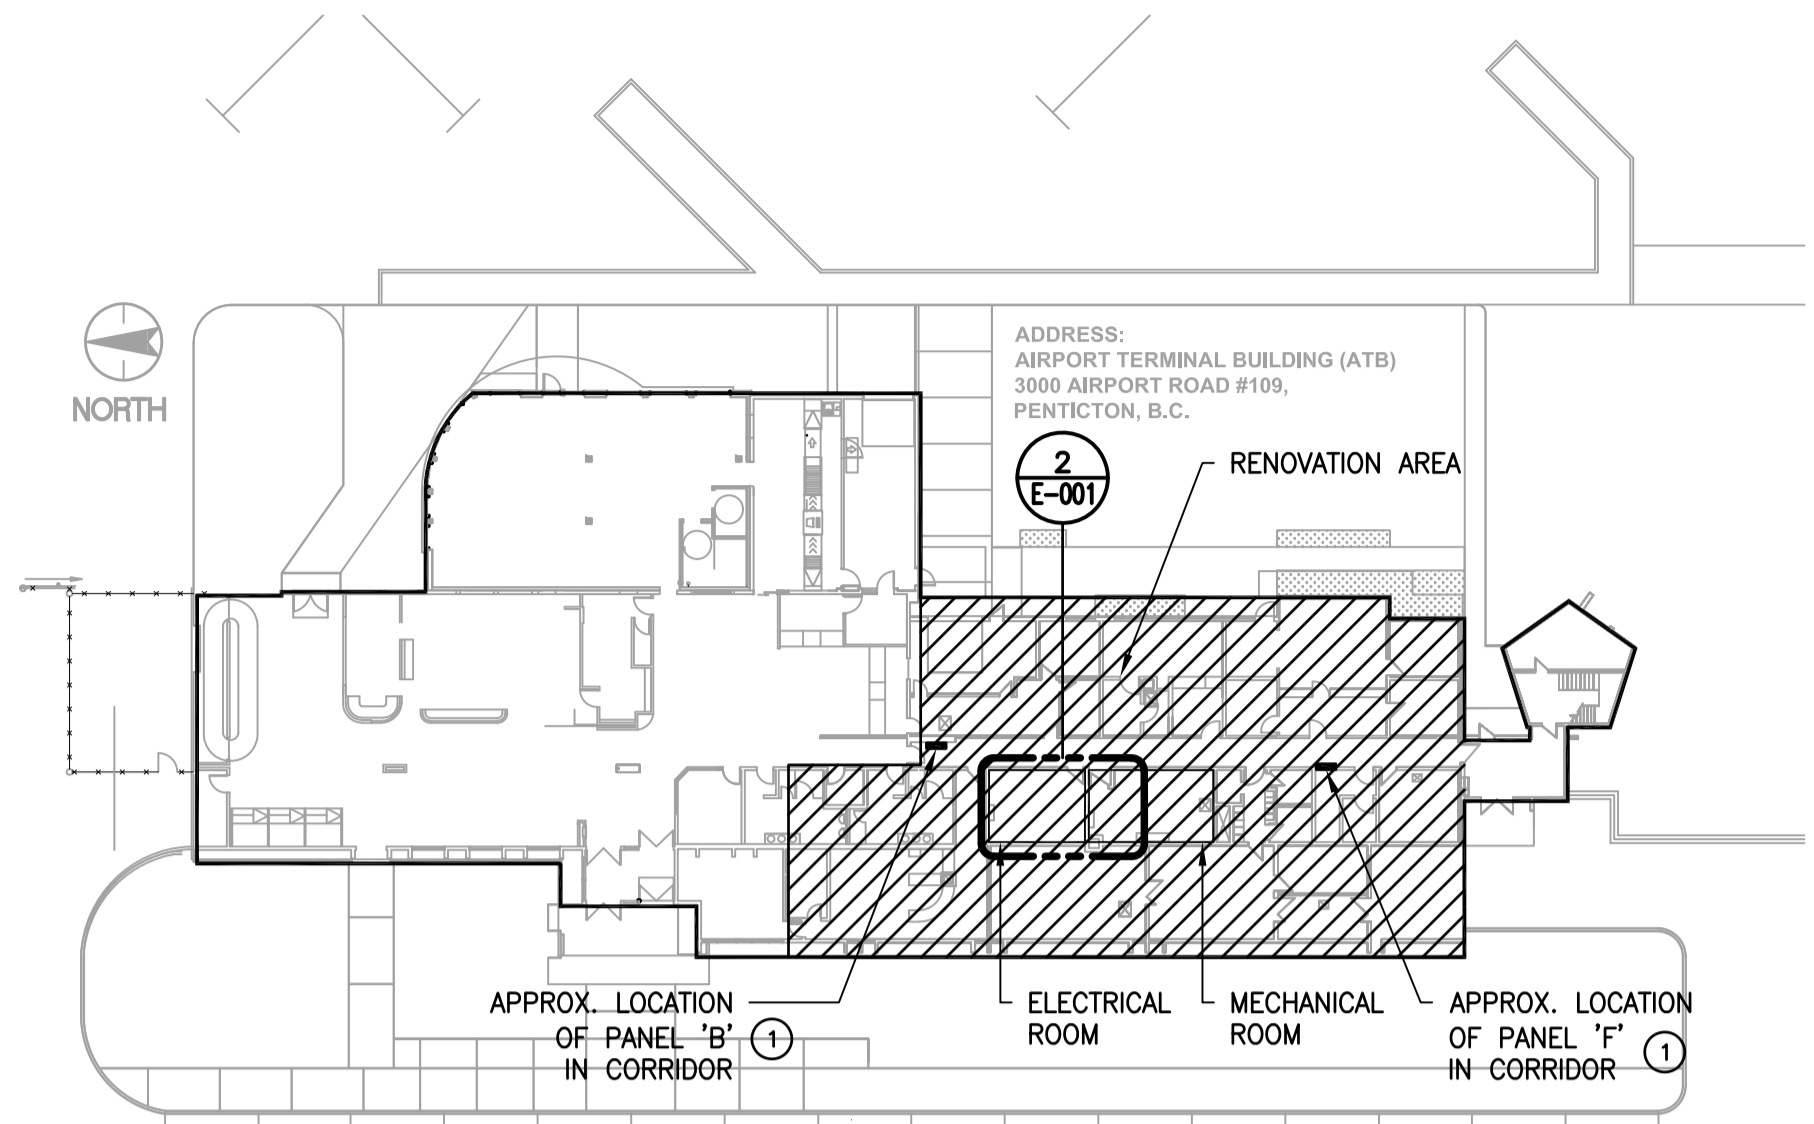 NORTH
ADDRESS:
AIRPORT TERMINAL BUILDING (ATB)
3000 AIRPORT ROAD #109,
PENTICTON, B.C.
2
E-001
RENOVATION AREA
APPROX. LOCATION
OF PANEL 'B'
IN CORRIDOR
1
ELECTRICAL
ROOM
MECHANICAL
ROOM
APPROX. LOCATION
OF PANEL 'F'
IN CORRIDOR
1